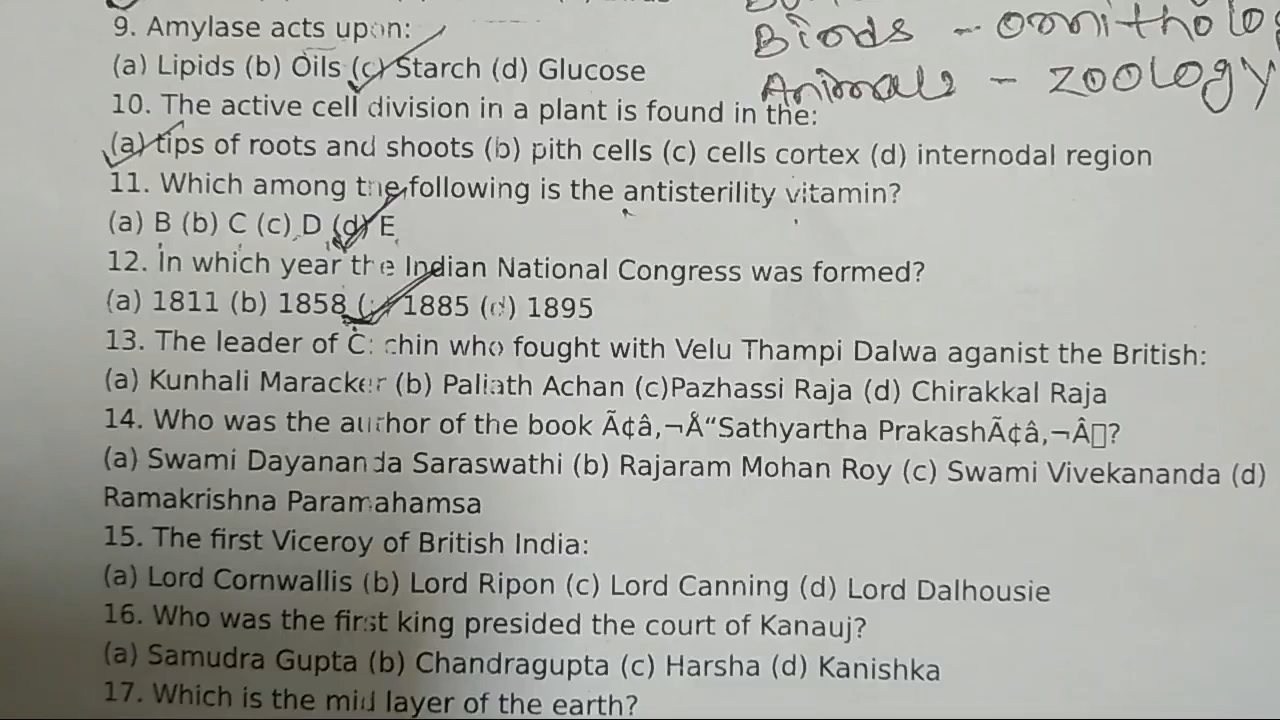 Birds - ornitholo
Animals - zoology
9. Amylase acts upon:
(a) Lipids (b) Oils (c) Starch (d) Glucose
10. The active cell division in a plant is found in the:
(a) tips of roots and shoots (b) pith cells (c) cells cortex (d) internodal region
11. Which among the following is the antisterility vitamin?
(a) B (b) C (c) D (d) E
12. In which year the Indian National Congress was formed?
(a) 1811 (b) 1858 (c) 1885 (d) 1895
13. The leader of Cochin who fought with Velu Thampi Dalwa aganist the British:
(a) Kunhali Maracker (b) Paliath Achan (c)Pazhassi Raja (d) Chirakkal Raja
14. Who was the author of the book Ã¢â‚¬Å“Sathyartha PrakashÃ¢â‚¬Â▯?
(a) Swami Dayananda Saraswathi (b) Rajaram Mohan Roy (c) Swami Vivekananda (d)
Ramakrishna Paramahamsa
15. The first Viceroy of British India:
(a) Lord Cornwallis (b) Lord Ripon (c) Lord Canning (d) Lord Dalhousie
16. Who was the first king presided the court of Kanauj?
(a) Samudra Gupta (b) Chandragupta (c) Harsha (d) Kanishka
17. Which is the mid layer of the earth?